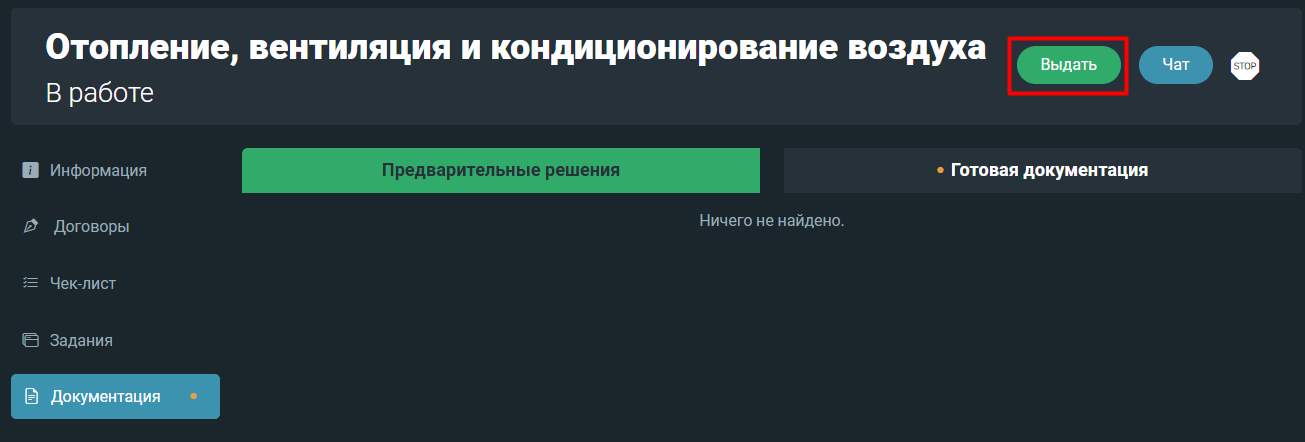 Отопление, вентиляция и кондиционирование воздуха
В работе
Выдать
Чат
STOP
Информация
Договоры
Чек-лист
Задания
Документация
Предварительные решения
Готовая документация
Ничего не найдено.